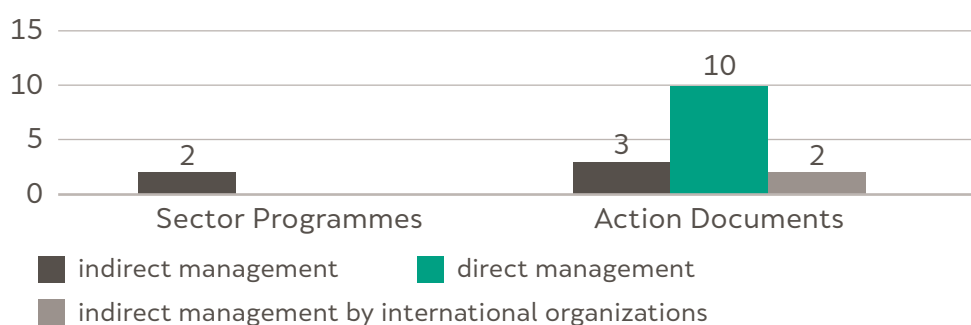 15
10
10
5
3
2
2
0
Sector Programmes Action Documents
indirect management direct management
indirect management by international organizations